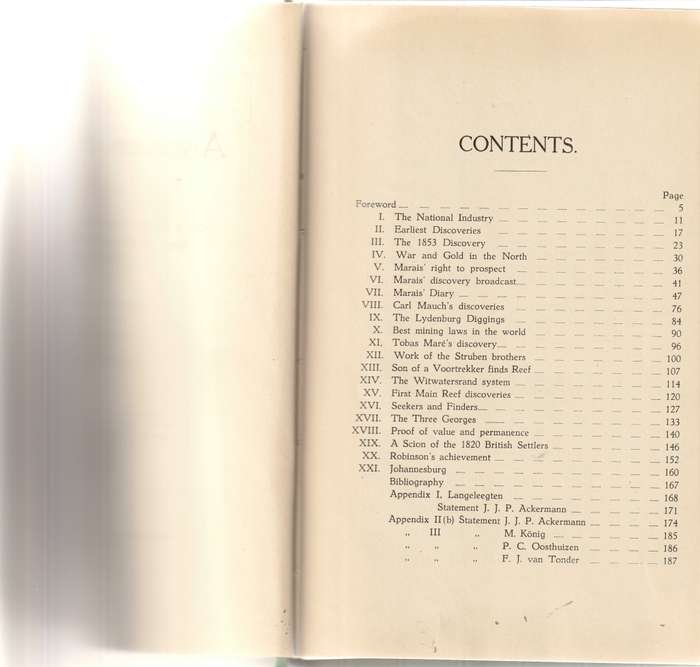 CONTENTS.
Page
Foreword 5
I. The National Industry 11
II. Earliest Discoveries 17
III. The 1853 Discovery 23
IV. War and Gold in the North 30
V. Marais' right to prospect 36
VI. Marais' discovery broadcast 41
VII. Marais' Diary 47
VIII. Carl Mauch's discoveries 76
IX. The Lydenburg Diggings 84
X. Best mining laws in the world 90
XI. Tobas Maré's discovery 96
XII. Work of the Struben brothers 100
XIII. Son of a Voortrekker finds Reef 107
XIV. The Witwatersrand system 114
XV. First Main Reef discoveries 120
XVI. Seekers and Finders 127
XVII. The Three Georges 133
XVIII. Proof of value and permanence 140
XIX. A Scion of the 1820 British Settlers 146
XX. Robinson's achievement 152
XXI. Johannesburg 160
Bibliography 167
Appendix I, Langeleegten 168
Statement J. J. P. Ackermann 171
Appendix II(b) Statement J. J. P. Ackermann 174
„ III „ M. König 185
„ „ „ P. C. Oosthuizen 186
„ „ „ F. J. van Tonder 187